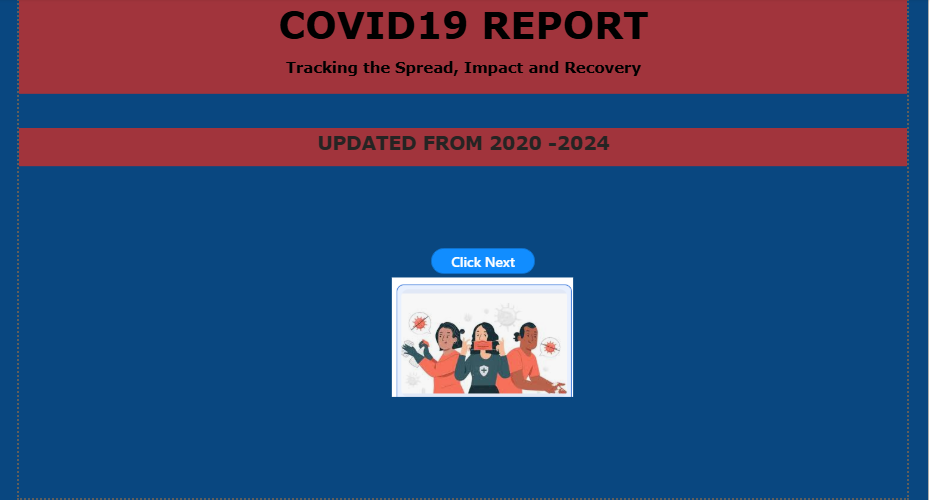 COVID19 REPORT
Tracking the Spread, Impact and Recovery
UPDATED FROM 2020 -2024
Click Next